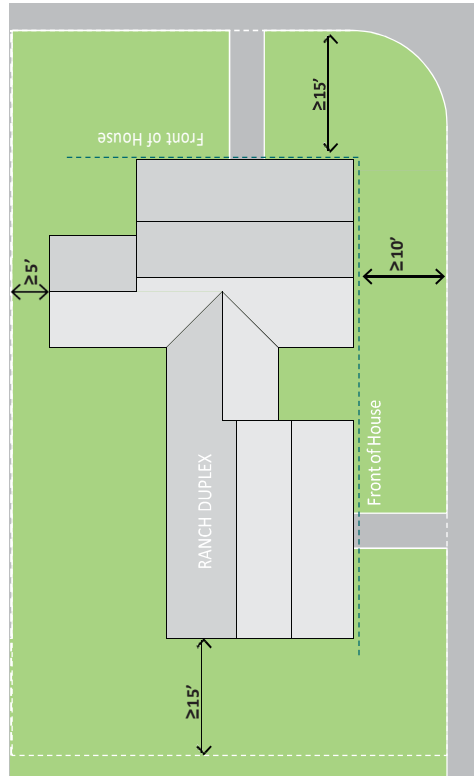 ≥15’
Front of House
≥5’
≥10’
Front of House
RANCH DUPLEX
≥15’